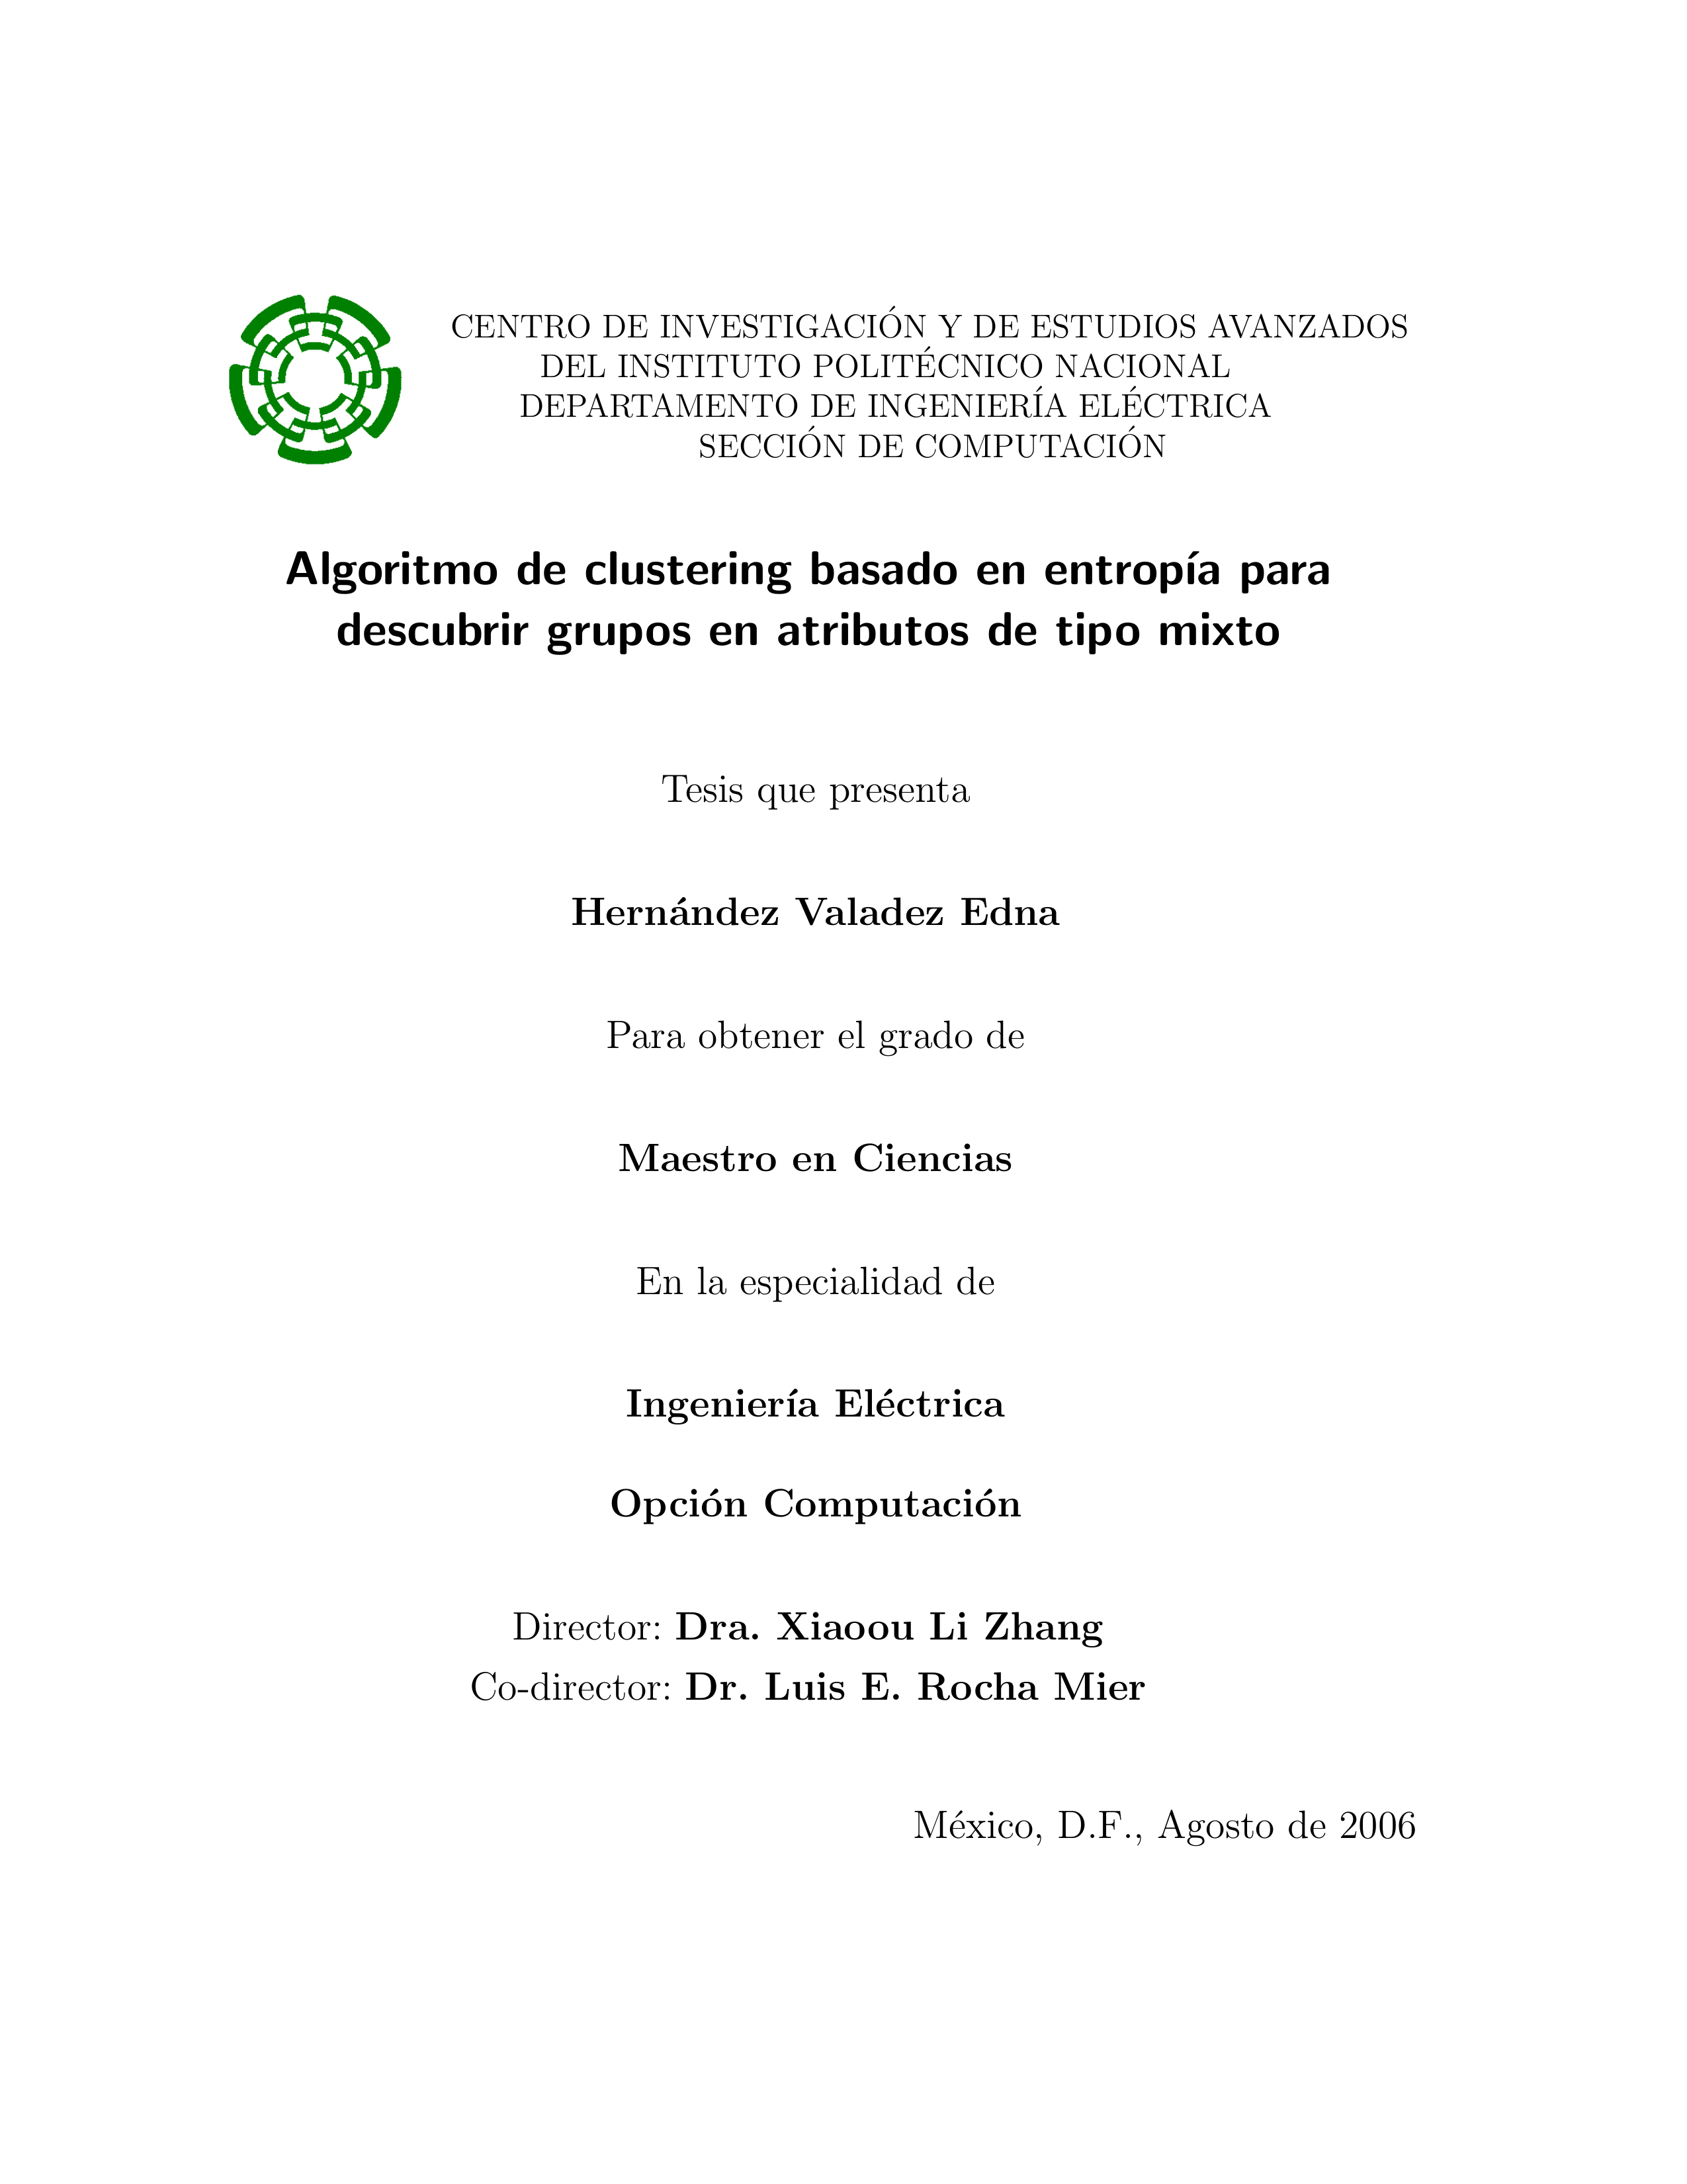 CENTRO DE INVESTIGACIÓN Y DE ESTUDIOS AVANZADOS
DEL INSTITUTO POLITÉCNICO NACIONAL
DEPARTAMENTO DE INGENIERÍA ELÉCTRICA
SECCIÓN DE COMPUTACIÓN
Algoritmo de clustering basado en entropía para
descubrir grupos en atributos de tipo mixto
Tesis que presenta
Hernández Valadez Edna
Para obtener el grado de
Maestro en Ciencias
En la especialidad de
Ingeniería Eléctrica
Opción Computación
Director: Dra. Xiaoou Li Zhang
Co-director: Dr. Luis E. Rocha Mier
México, D.F., Agosto de 2006